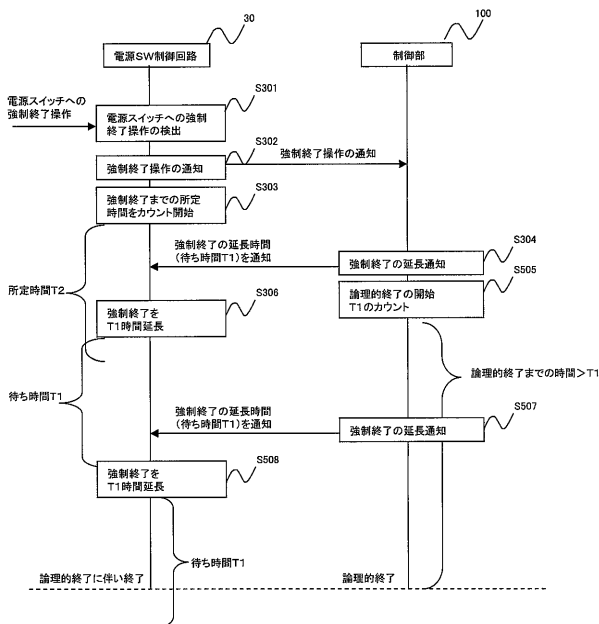 30
100
電源SW制御回路
制御部
電源スイッチへの
強制終了操作
S301
電源スイッチへの強制
終了操作の検出
S302
強制終了操作の通知
強制終了操作の通知
S303
強制終了までの所定
時間をカウント開始
強制終了の延長時間
(待ち時間T1)を通知
S304
強制終了の延長通知
S505
論理的終了の開始
T1のカウント
所定時間T2
S306
強制終了を
T1時間延長
論理的終了までの時間>T1
待ち時間T1
強制終了の延長時間
(待ち時間T1)を通知
S507
強制終了の延長通知
S508
強制終了を
T1時間延長
待ち時間T1
論理的終了に伴い終了
論理的終了